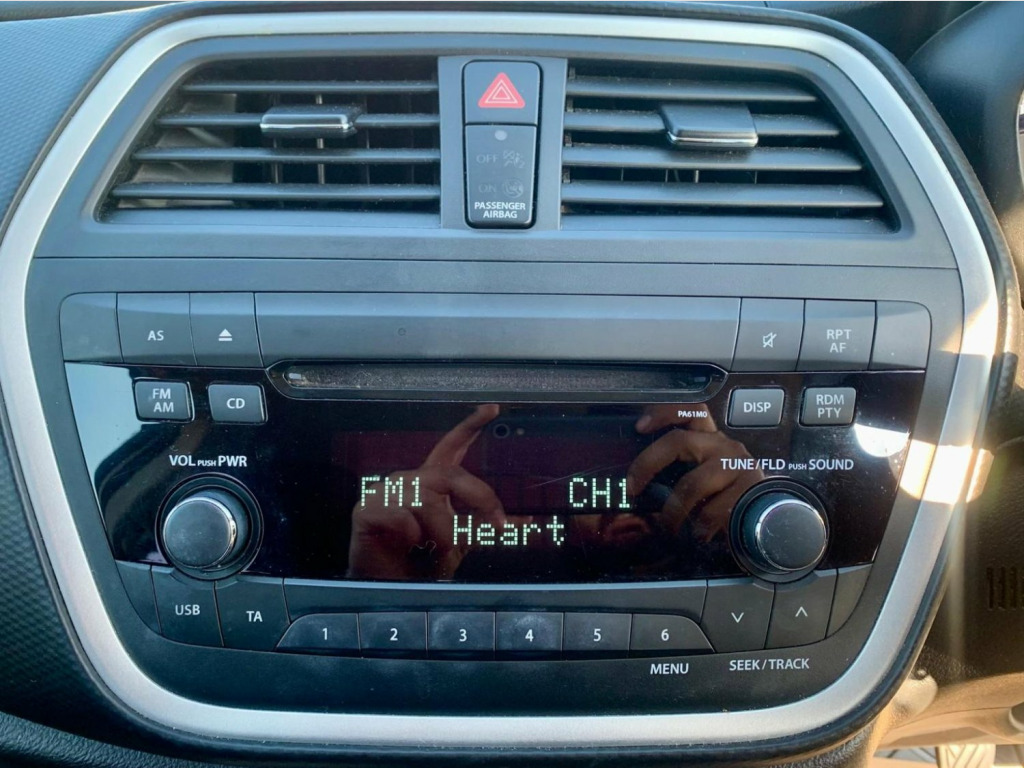 OFF
ON
PASSENGER
AIRBAG
AS
RPT
AF
FM
AM
CD
DISP
RDM
PTY
PA61M0
VOL PUSH PWR
TUNE/FLD PUSH SOUND
FM1 CH1
Heart
USB
TA
1 2 3 4 5 6
MENU
SEEK/TRACK